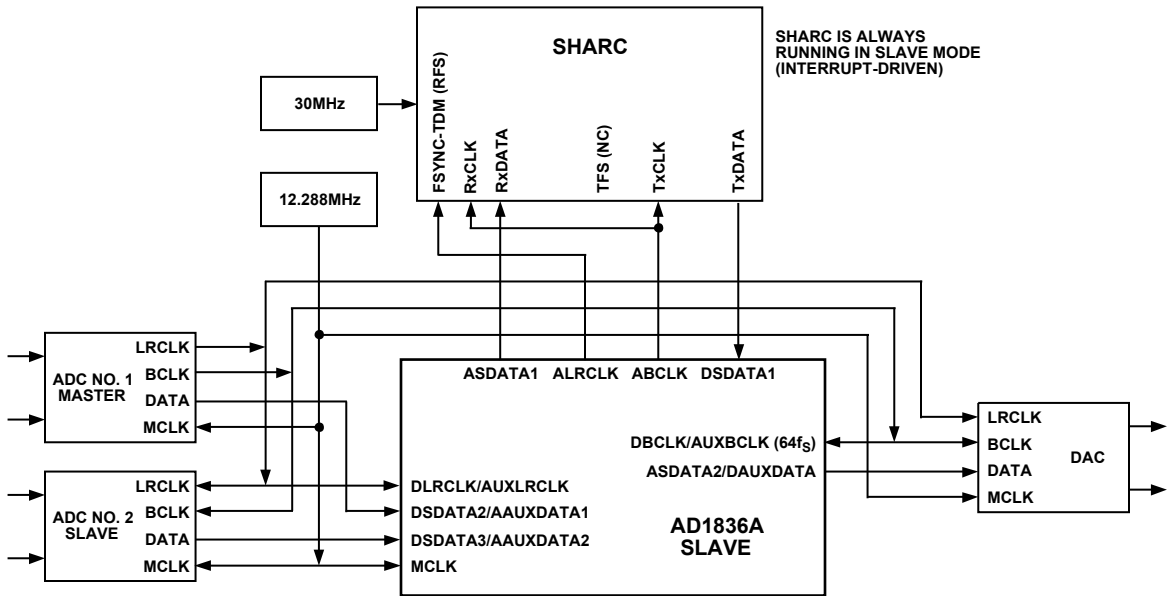 SHARC
SHARC IS ALWAYS
RUNNING IN SLAVE MODE
(INTERRUPT-DRIVEN)
30MHz
12.288MHz
FSYNC-TDM (RFS)
RxCLK
RxDATA
TFS (NC)
TxCLK
TxDATA
ADC NO. 1
MASTER
LRCLK
BCLK
DATA
MCLK
ADC NO. 2
SLAVE
LRCLK
BCLK
DATA
MCLK
ASDATA1 ALRCLK ABCLK DSDATA1
DBCLK/AUXBCLK (64fS)
ASDATA2/DAUXDATA
DLRCLK/AUXLRCLK
DSDATA2/AAUXDATA1
DSDATA3/AAUXDATA2
MCLK
AD1836A
SLAVE
LRCLK
BCLK
DATA
MCLK
DAC